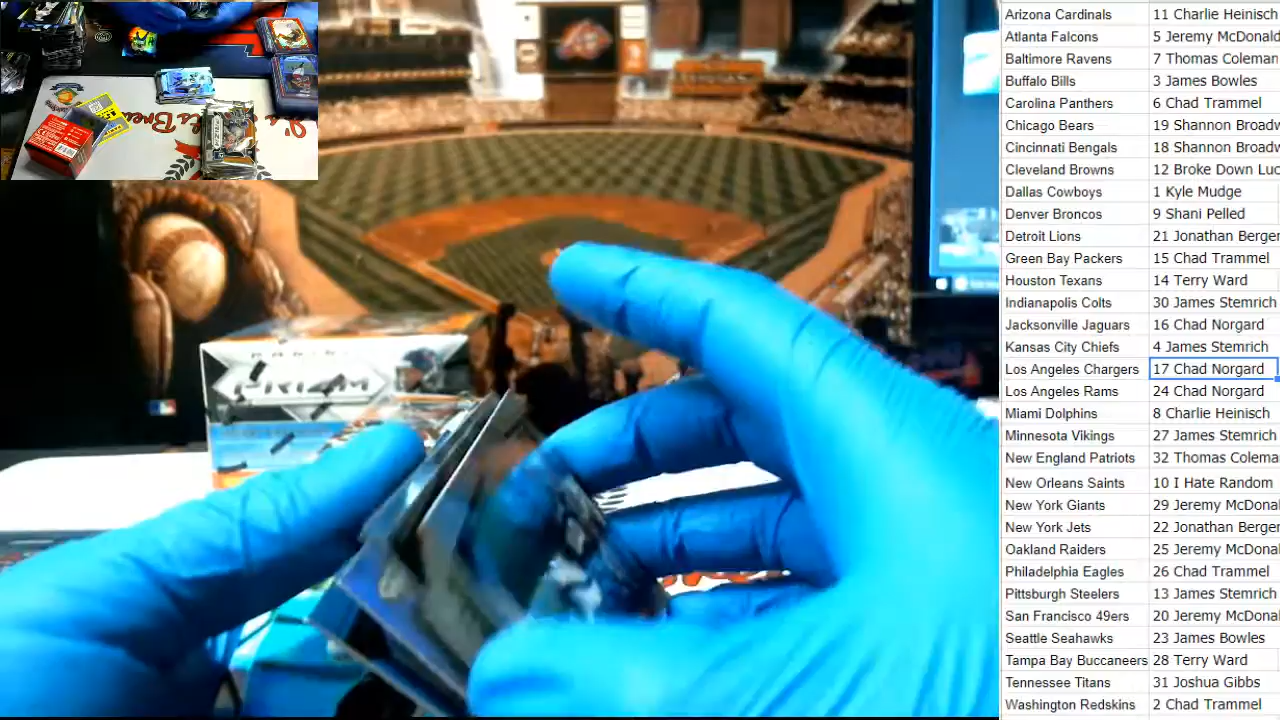 PRIZM
PANINI
PRIZM
Arizona Cardinals 11 Charlie Heinisch
Atlanta Falcons 5 Jeremy McDonald
Baltimore Ravens 7 Thomas Coleman
Buffalo Bills 3 James Bowles
Carolina Panthers 6 Chad Trammel
Chicago Bears 19 Shannon Broadw
Cincinnati Bengals 18 Shannon Broadw
Cleveland Browns 12 Broke Down Luc
Dallas Cowboys 1 Kyle Mudge
Denver Broncos 9 Shani Pelled
Detroit Lions 21 Jonathan Berger
Green Bay Packers 15 Chad Trammel
Houston Texans 14 Terry Ward
Indianapolis Colts 30 James Stemrich
Jacksonville Jaguars 16 Chad Norgard
Kansas City Chiefs 4 James Stemrich
Los Angeles Chargers 17 Chad Norgard
Los Angeles Rams 24 Chad Norgard
Miami Dolphins 8 Charlie Heinisch
Minnesota Vikings 27 James Stemrich
New England Patriots 32 Thomas Colema
New Orleans Saints 10 I Hate Random
New York Giants 29 Jeremy McDona
New York Jets 22 Jonathan Berger
Oakland Raiders 25 Jeremy McDona
Philadelphia Eagles 26 Chad Trammel
Pittsburgh Steelers 13 James Stemrich
San Francisco 49ers 20 Jeremy McDona
Seattle Seahawks 23 James Bowles
Tampa Bay Buccaneers 28 Terry Ward
Tennessee Titans 31 Joshua Gibbs
Washington Redskins 2 Chad Trammel